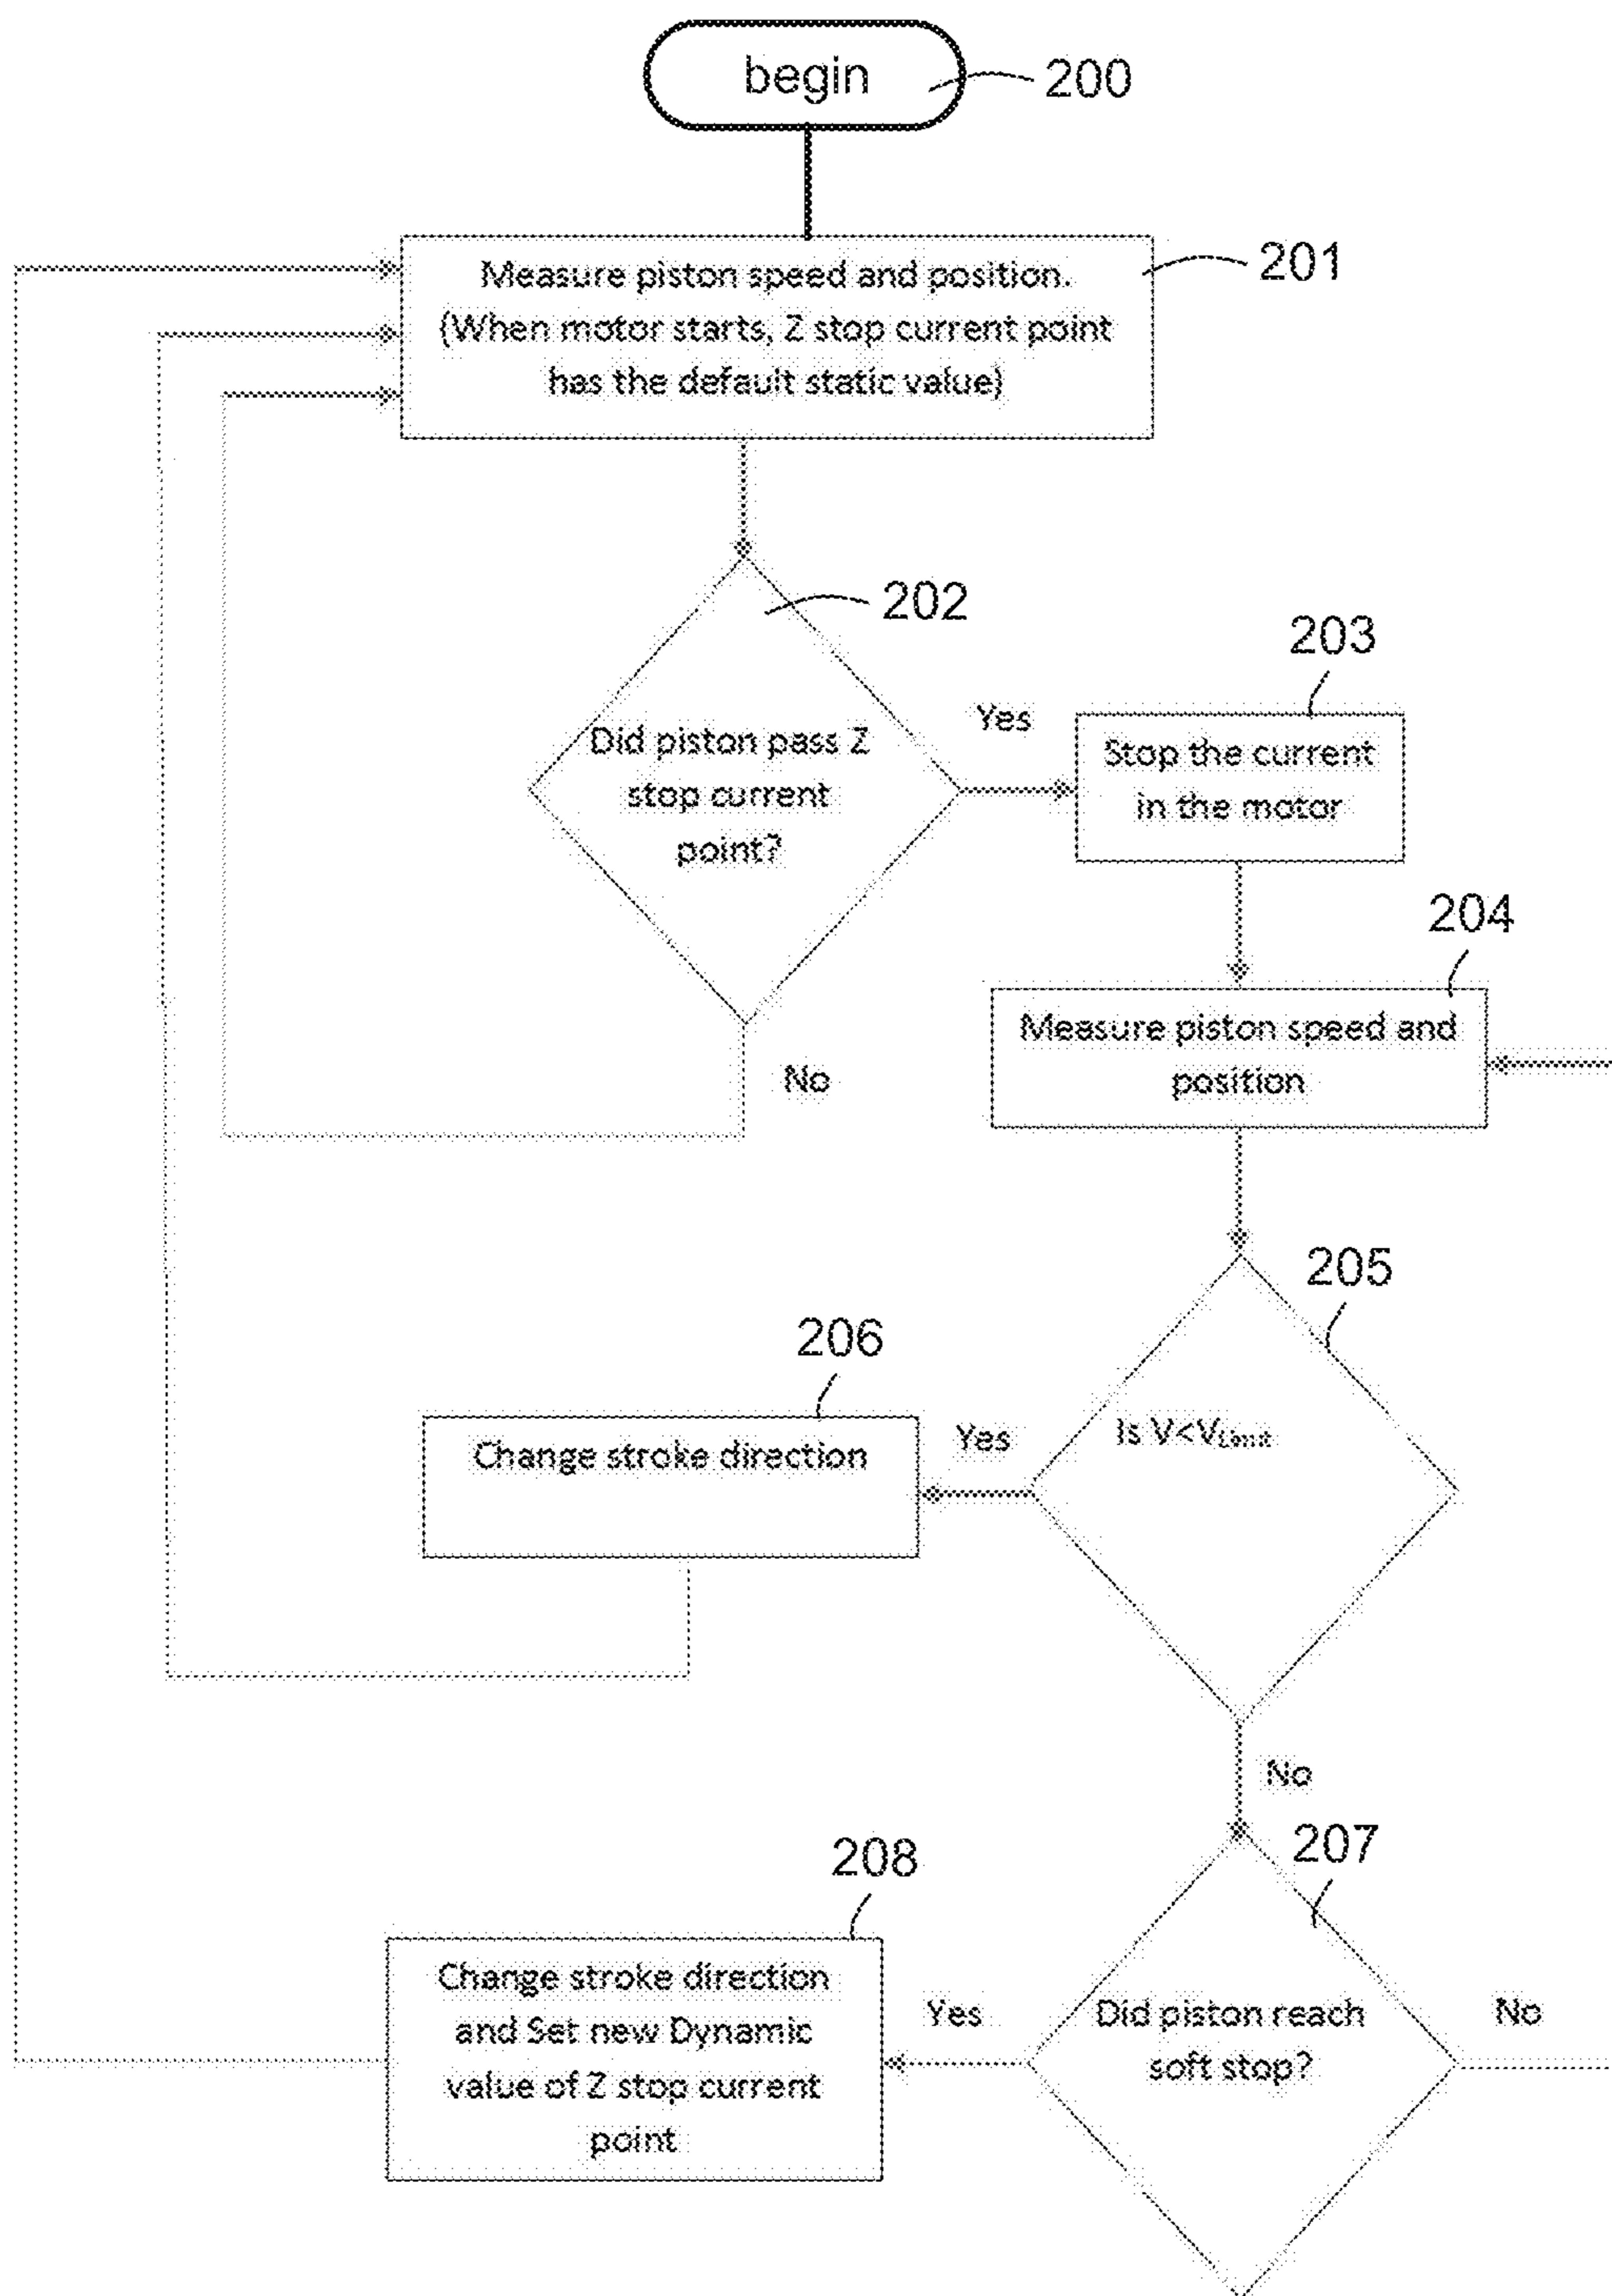 begin
200
Measure piston speed and position.
(When motor starts, Z stop current point
has the default static value)
201
202
Did piston pass Z
stop current
point?
Yes
No
203
Stop the current
in the motor
204
Measure piston speed and
position
205
Is V<VLimit
Yes
No
206
Change stroke direction
207
Did piston reach
soft stop?
Yes
No
208
Change stroke direction
and Set new Dynamic
value of Z stop current
point